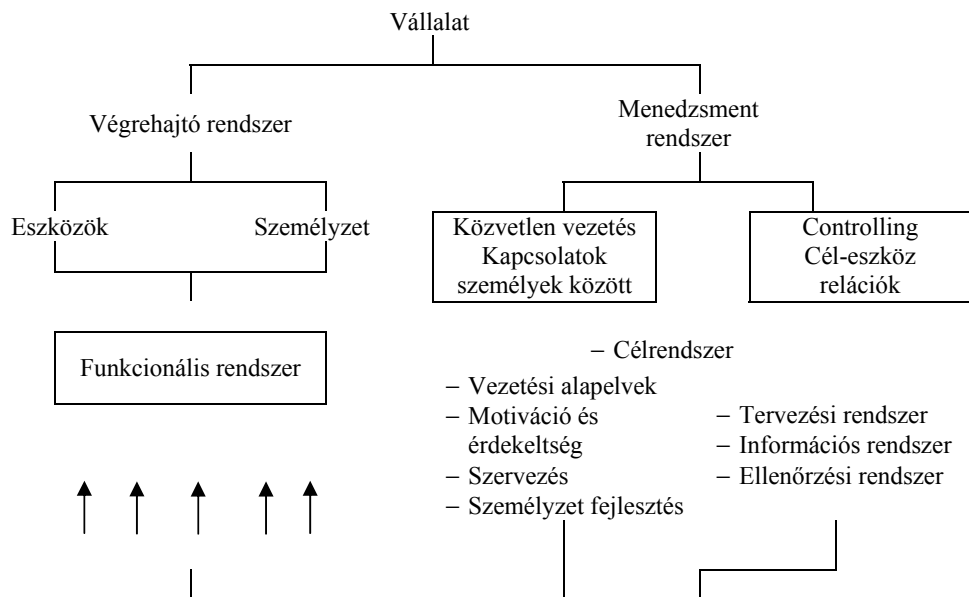 Vállalat
Végrehajtó rendszer
Menedzsment
rendszer
Eszközök
Személyzet
Közvetlen vezetés
Kapcsolatok
személyek között
Controlling
Cél-eszköz
relációk
Funkcionális rendszer
– Célrendszer
– Vezetési alapelvek
– Motiváció és
érdekeltség
– Szervezés
– Személyzet fejlesztés
– Tervezési rendszer
– Információs rendszer
– Ellenőrzési rendszer